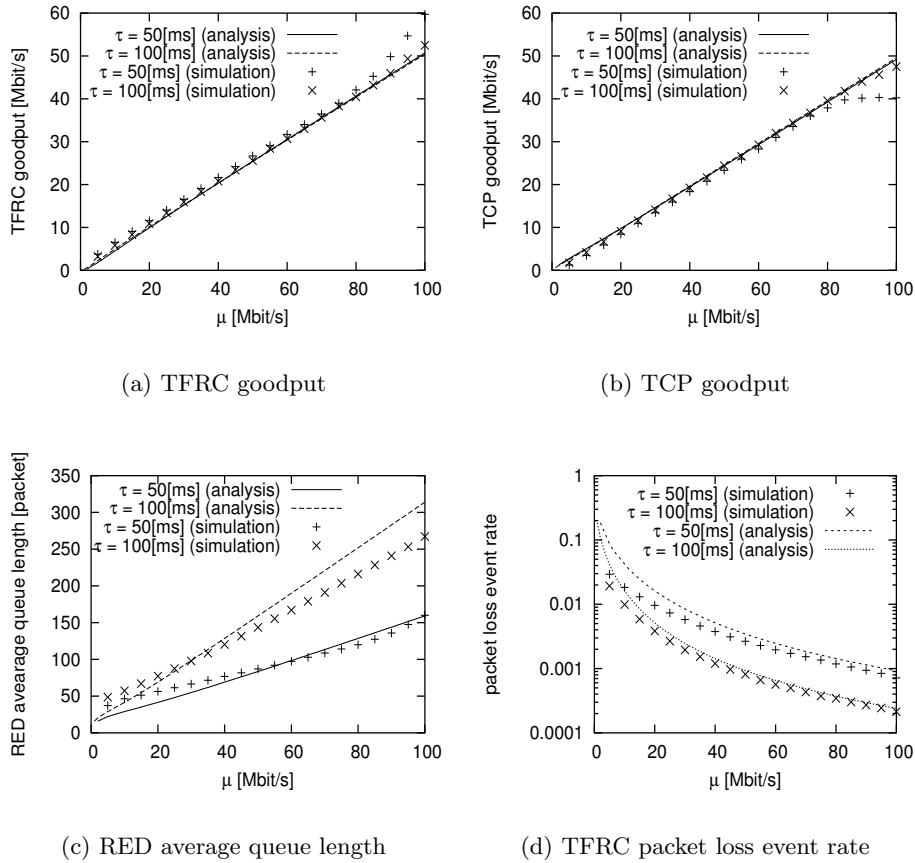 TFRC goodput [Mbit/s]
60
50
40
30
20
10
0
τ = 50[ms] (analysis)
τ = 100[ms] (analysis)
τ = 50[ms] (simulation)
τ = 100[ms] (simulation)
0 20 40 60 80 100
μ [Mbit/s]
(a) TFRC goodput
TCP goodput [Mbit/s]
60
50
40
30
20
10
0
τ = 50[ms] (analysis)
τ = 100[ms] (analysis)
τ = 50[ms] (simulation)
τ = 100[ms] (simulation)
0 20 40 60 80 100
μ [Mbit/s]
(b) TCP goodput
RED avearage queue length [packet]
350
300
250
200
150
100
50
0
τ = 50[ms] (analysis)
τ = 100[ms] (analysis)
τ = 50[ms] (simulation)
τ = 100[ms] (simulation)
0 20 40 60 80 100
μ [Mbit/s]
(c) RED average queue length
packet loss event rate
1
0.1
0.01
0.001
0.0001
τ = 50[ms] (simulation)
τ = 100[ms] (simulation)
τ = 50[ms] (analysis)
τ = 100[ms] (analysis)
0 20 40 60 80 100
μ [Mbit/s]
(d) TFRC packet loss event rate